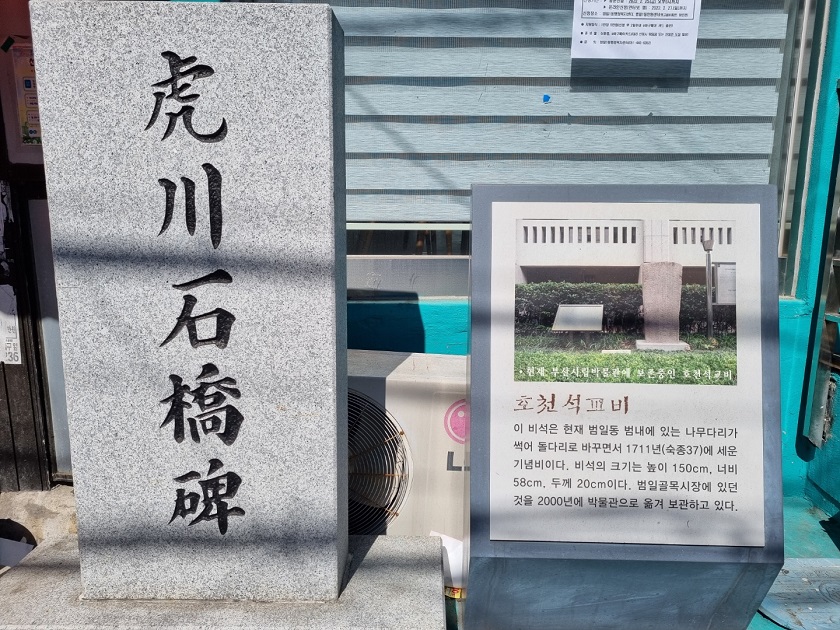 虎川石橋碑
• 현재 부산시립박물관에 보존중인 호천석교비
호천석교비
이 비석은 현재 범일동 범내에 있는 나무다리가
썩어 돌다리로 바꾸면서 1711년(숙종37)에 세운
기념비이다. 비석의 크기는 높이 150cm, 너비
58cm, 두께 20cm이다. 범일골목시장에 있던
것을 2000년에 박물관으로 옮겨 보관하고 있다.